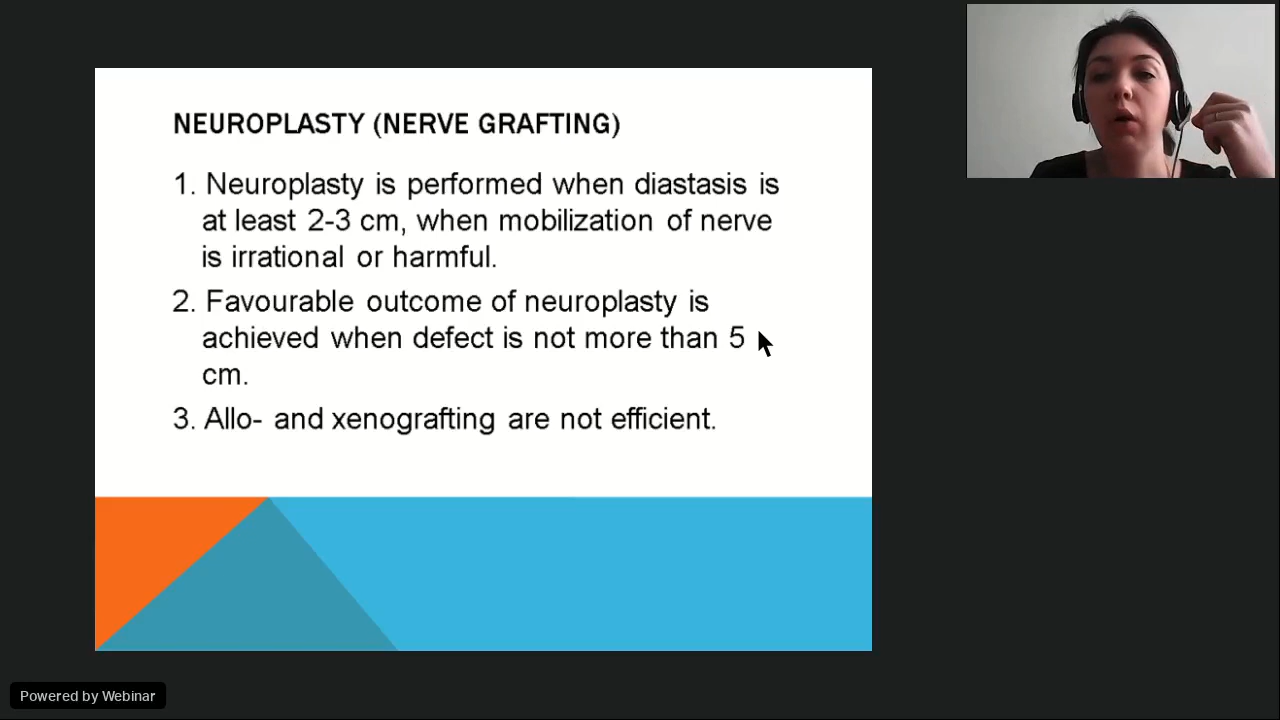 NEUROPLASTY (NERVE GRAFTING)
1. Neuroplasty is performed when diastasis is
at least 2-3 cm, when mobilization of nerve
is irrational or harmful.
2. Favourable outcome of neuroplasty is
achieved when defect is not more than 5
cm.
3. Allo- and xenografting are not efficient.
Powered by Webinar